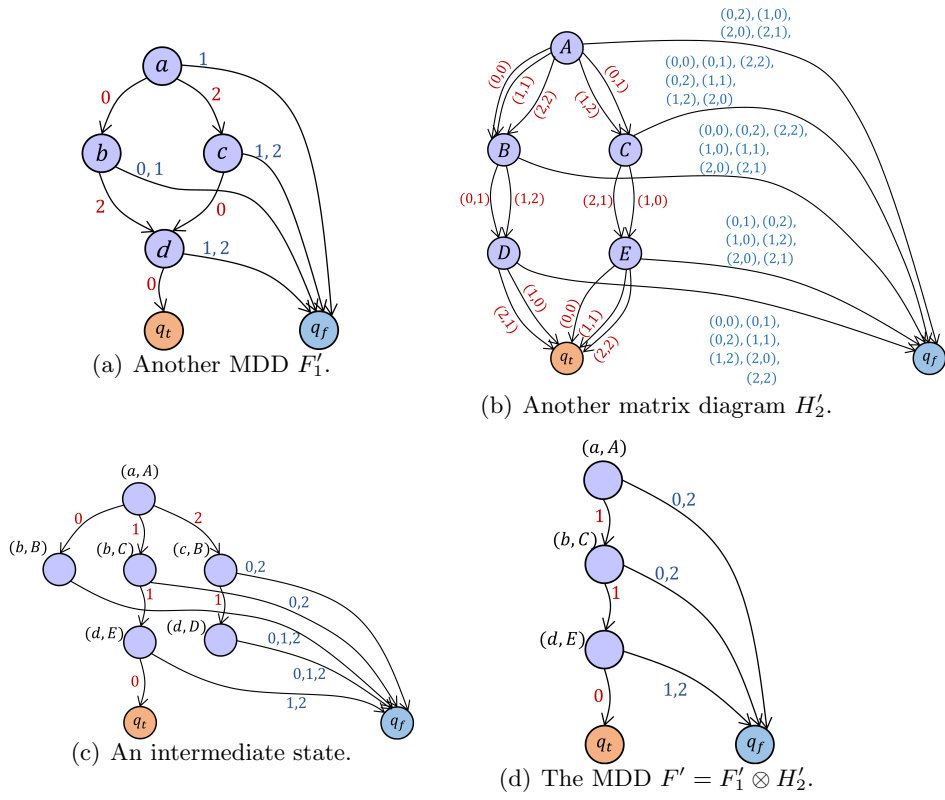 a
1
0
2
b
c
0, 1
1, 2
2
0
d
1, 2
0
q_t
q_f
(a) Another MDD F′₁.
A
(0,2), (1,0),
(2,0), (2,1),
(0,0)
(1,1)
(2,2)
(0,1)
(1,2)
(0,0), (0,1), (2,2),
(0,2), (1,1),
(1,2), (2,0)
B
C
(0,0), (0,2), (2,2),
(1,0), (1,1),
(2,0), (2,1)
(0,1)
(1,2)
(2,1)
(1,0)
D
E
(0,1), (0,2),
(1,0), (1,2),
(2,0), (2,1)
(1,0)
(2,1)
(0,0)
(1,1)
(2,2)
(0,0), (0,1),
(0,2), (1,1),
(1,2), (2,0),
(2,2)
q_t
q_f
(b) Another matrix diagram H′₂.
(a, A)
0
1
2
(b, B)
(b, C)
(c, B)
0,2
1
0,2
1
(d, E)
(d, D)
0,1,2
0,1,2
0
1,2
q_t
q_f
(c) An intermediate state.
(a, A)
0,2
1
(b, C)
0,2
1
(d, E)
0
1,2
q_t
q_f
(d) The MDD F′ = F′₁ ⊗ H′₂.